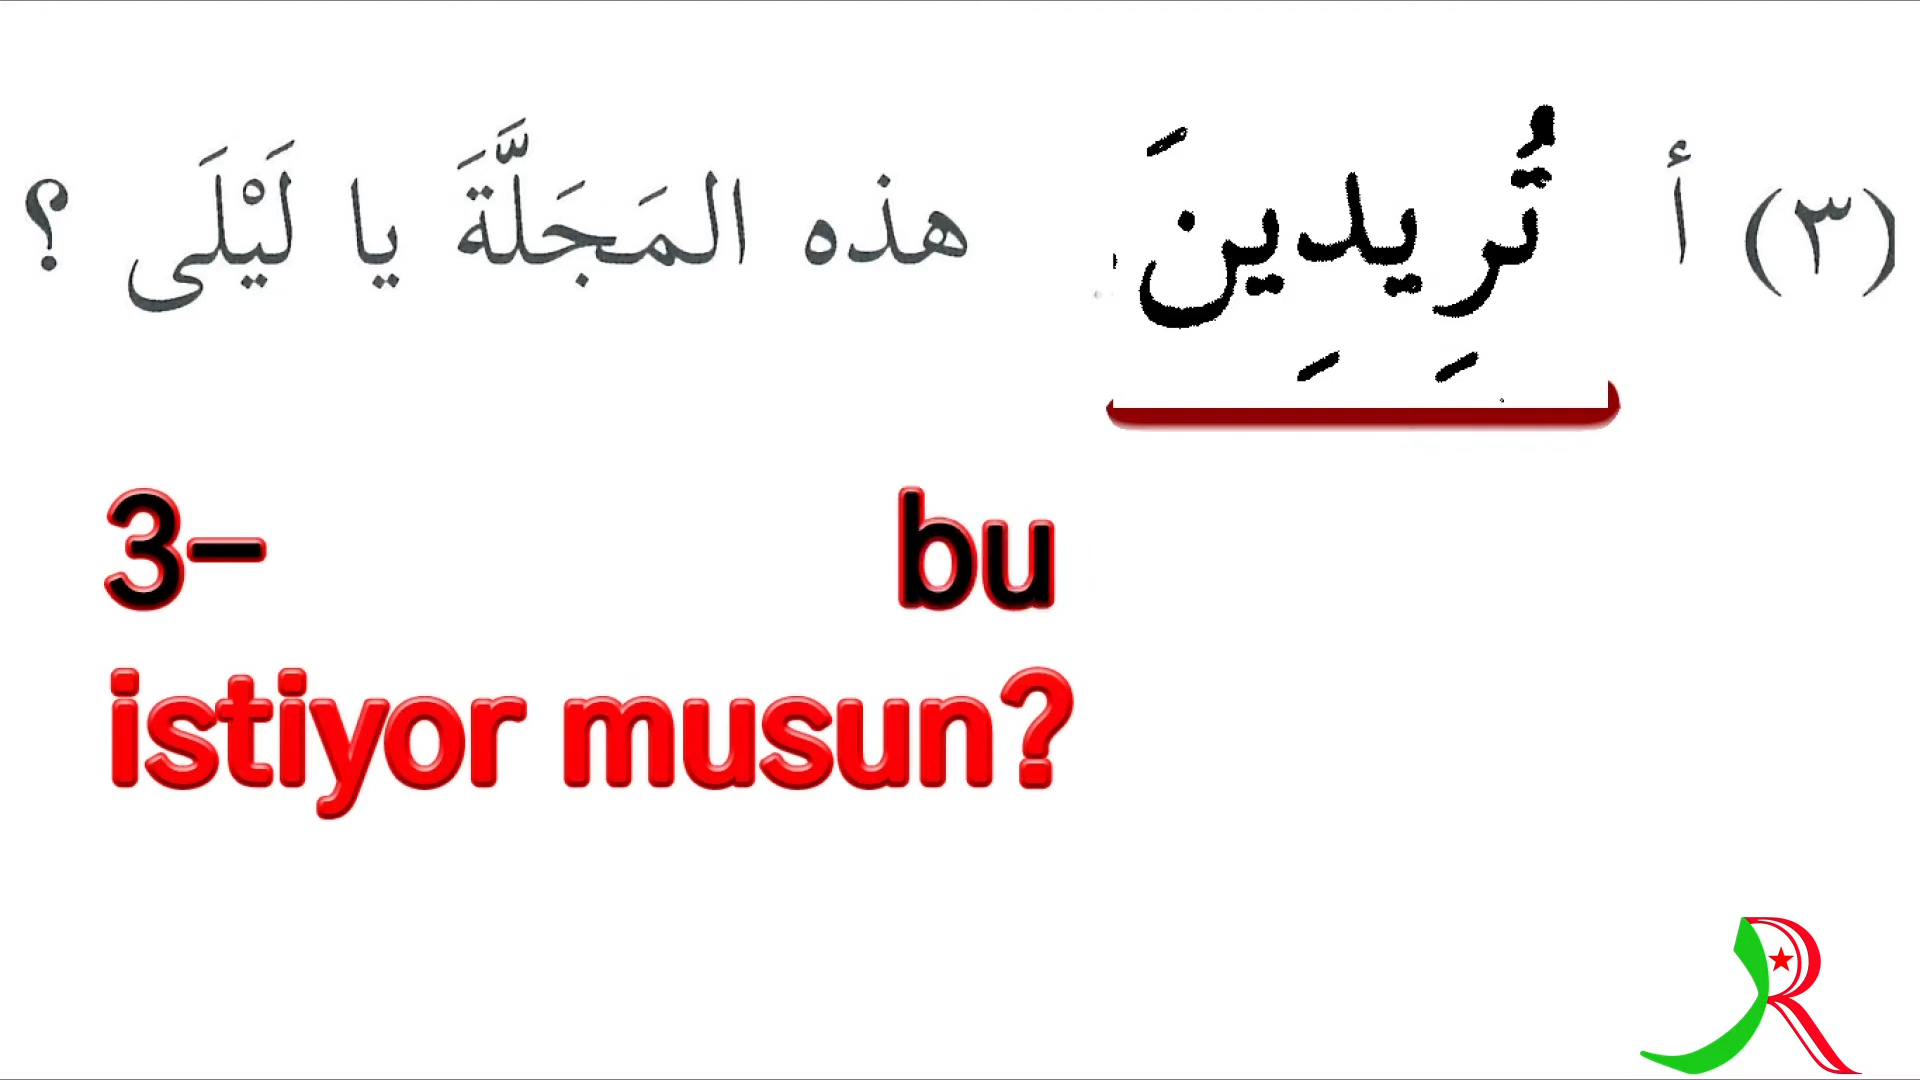 (٣) أ تُرِيدِينَ هذه المَجَلَّةَ يا لَيْلَى ؟
3- bu
istiyor musun?